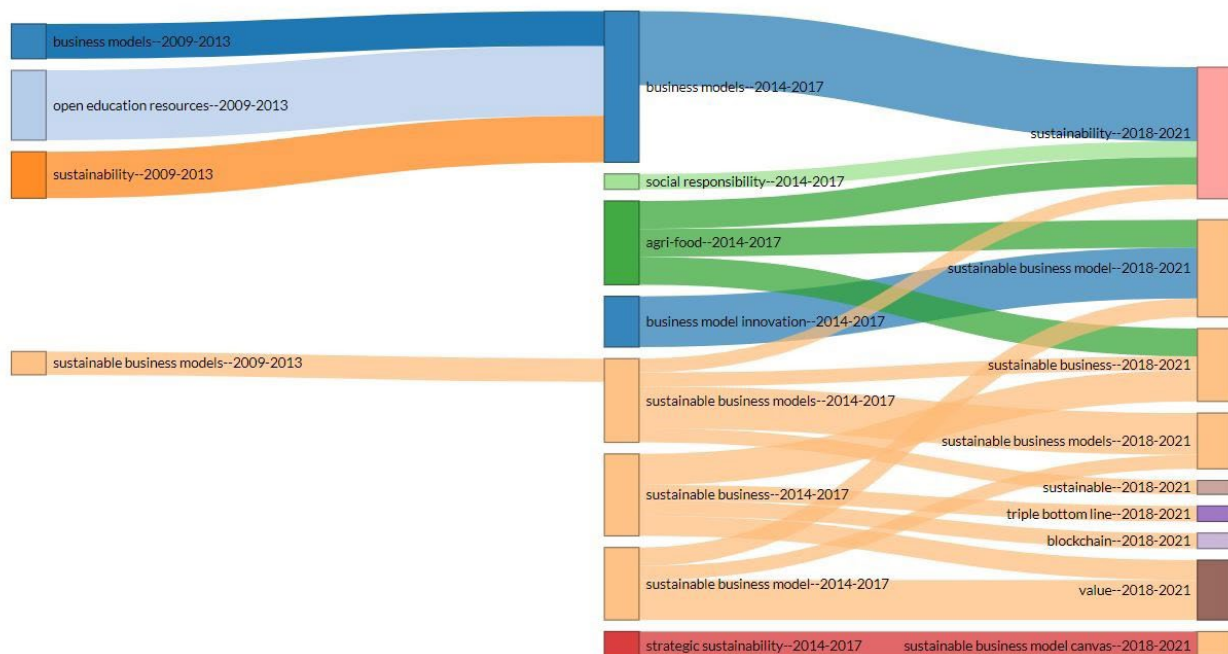 business models--2009-2013
open education resources--2009-2013
sustainability--2009-2013
sustainable business models--2009-2013
business models--2014-2017
social responsibility--2014-2017
agri-food--2014-2017
business model innovation--2014-2017
sustainable business models--2014-2017
sustainable business--2014-2017
sustainable business model--2014-2017
strategic sustainability--2014-2017
sustainability--2018-2021
sustainable business model--2018-2021
sustainable business--2018-2021
sustainable business models--2018-2021
sustainable--2018-2021
triple bottom line--2018-2021
blockchain--2018-2021
value--2018-2021
sustainable business model canvas--2018-2021